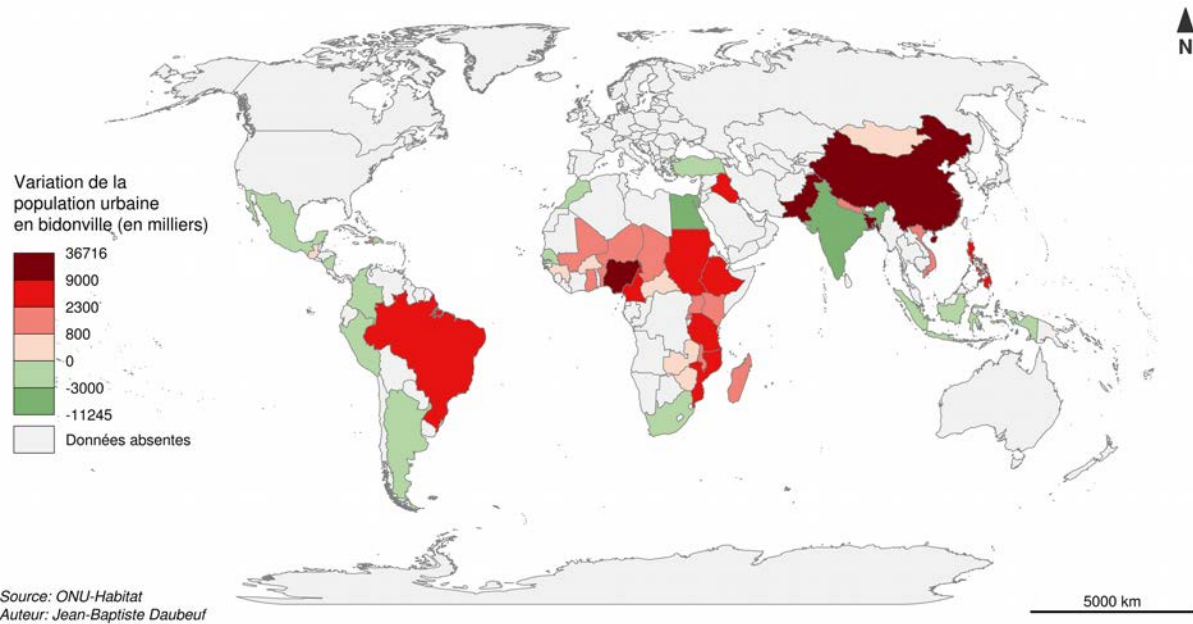 N
Variation de la
population urbaine
en bidonville (en milliers)
36716
9000
2300
800
0
-3000
-11245
Données absentes
Source: ONU-Habitat
Auteur: Jean-Baptiste Daubeuf
5000 km